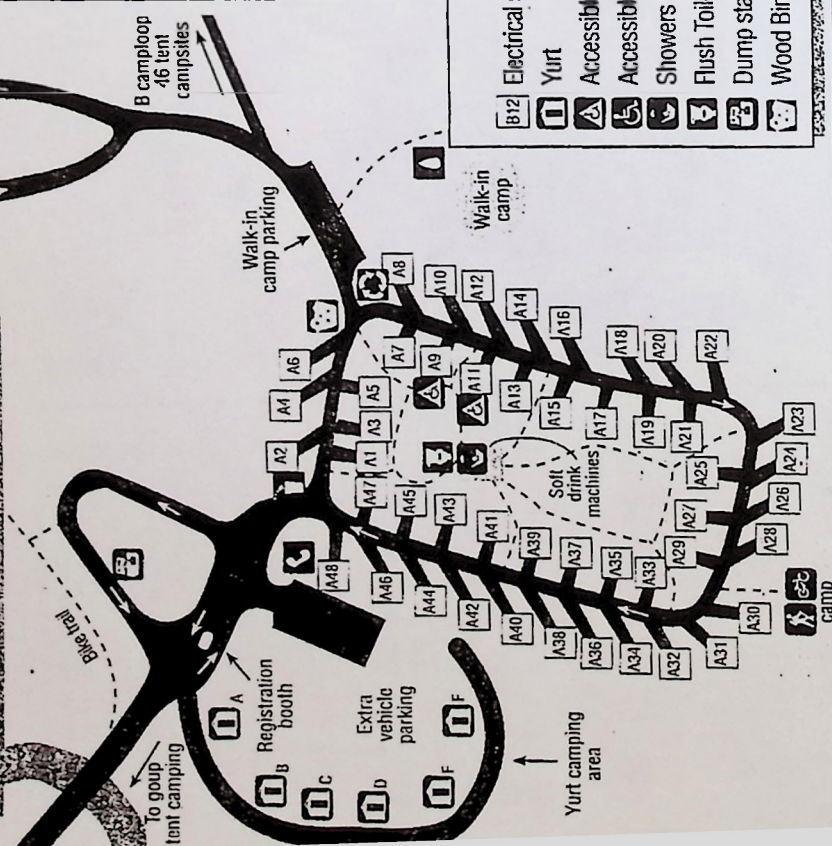 B camploop
46 tent
campsites
B12 Electrical
Yurt
Accessibl
Accessibl
Showers
Flush Toil
Dump sta
Wood Bin
Walk-in
camp parking
Walk-in
camp
A8
A10
A12
A14
A16
A18
A20
A22
A6
A4
A2
A7
A9
A11
A13
A15
A17
A19
A21
A5
A3
A1
A47
A45
A43
A41
A39
A37
A35
A33
Soft
drink
machines
A23
A24
A25
A26
A27
A28
A29
A30
A31
A48
A46
A44
A42
A40
A38
A36
A34
A32
camp
Bike trail
Registration
booth
Extra
vehicle
parking
A
B
C
D
F
F
Yurt camping
area
To goup
tent camping